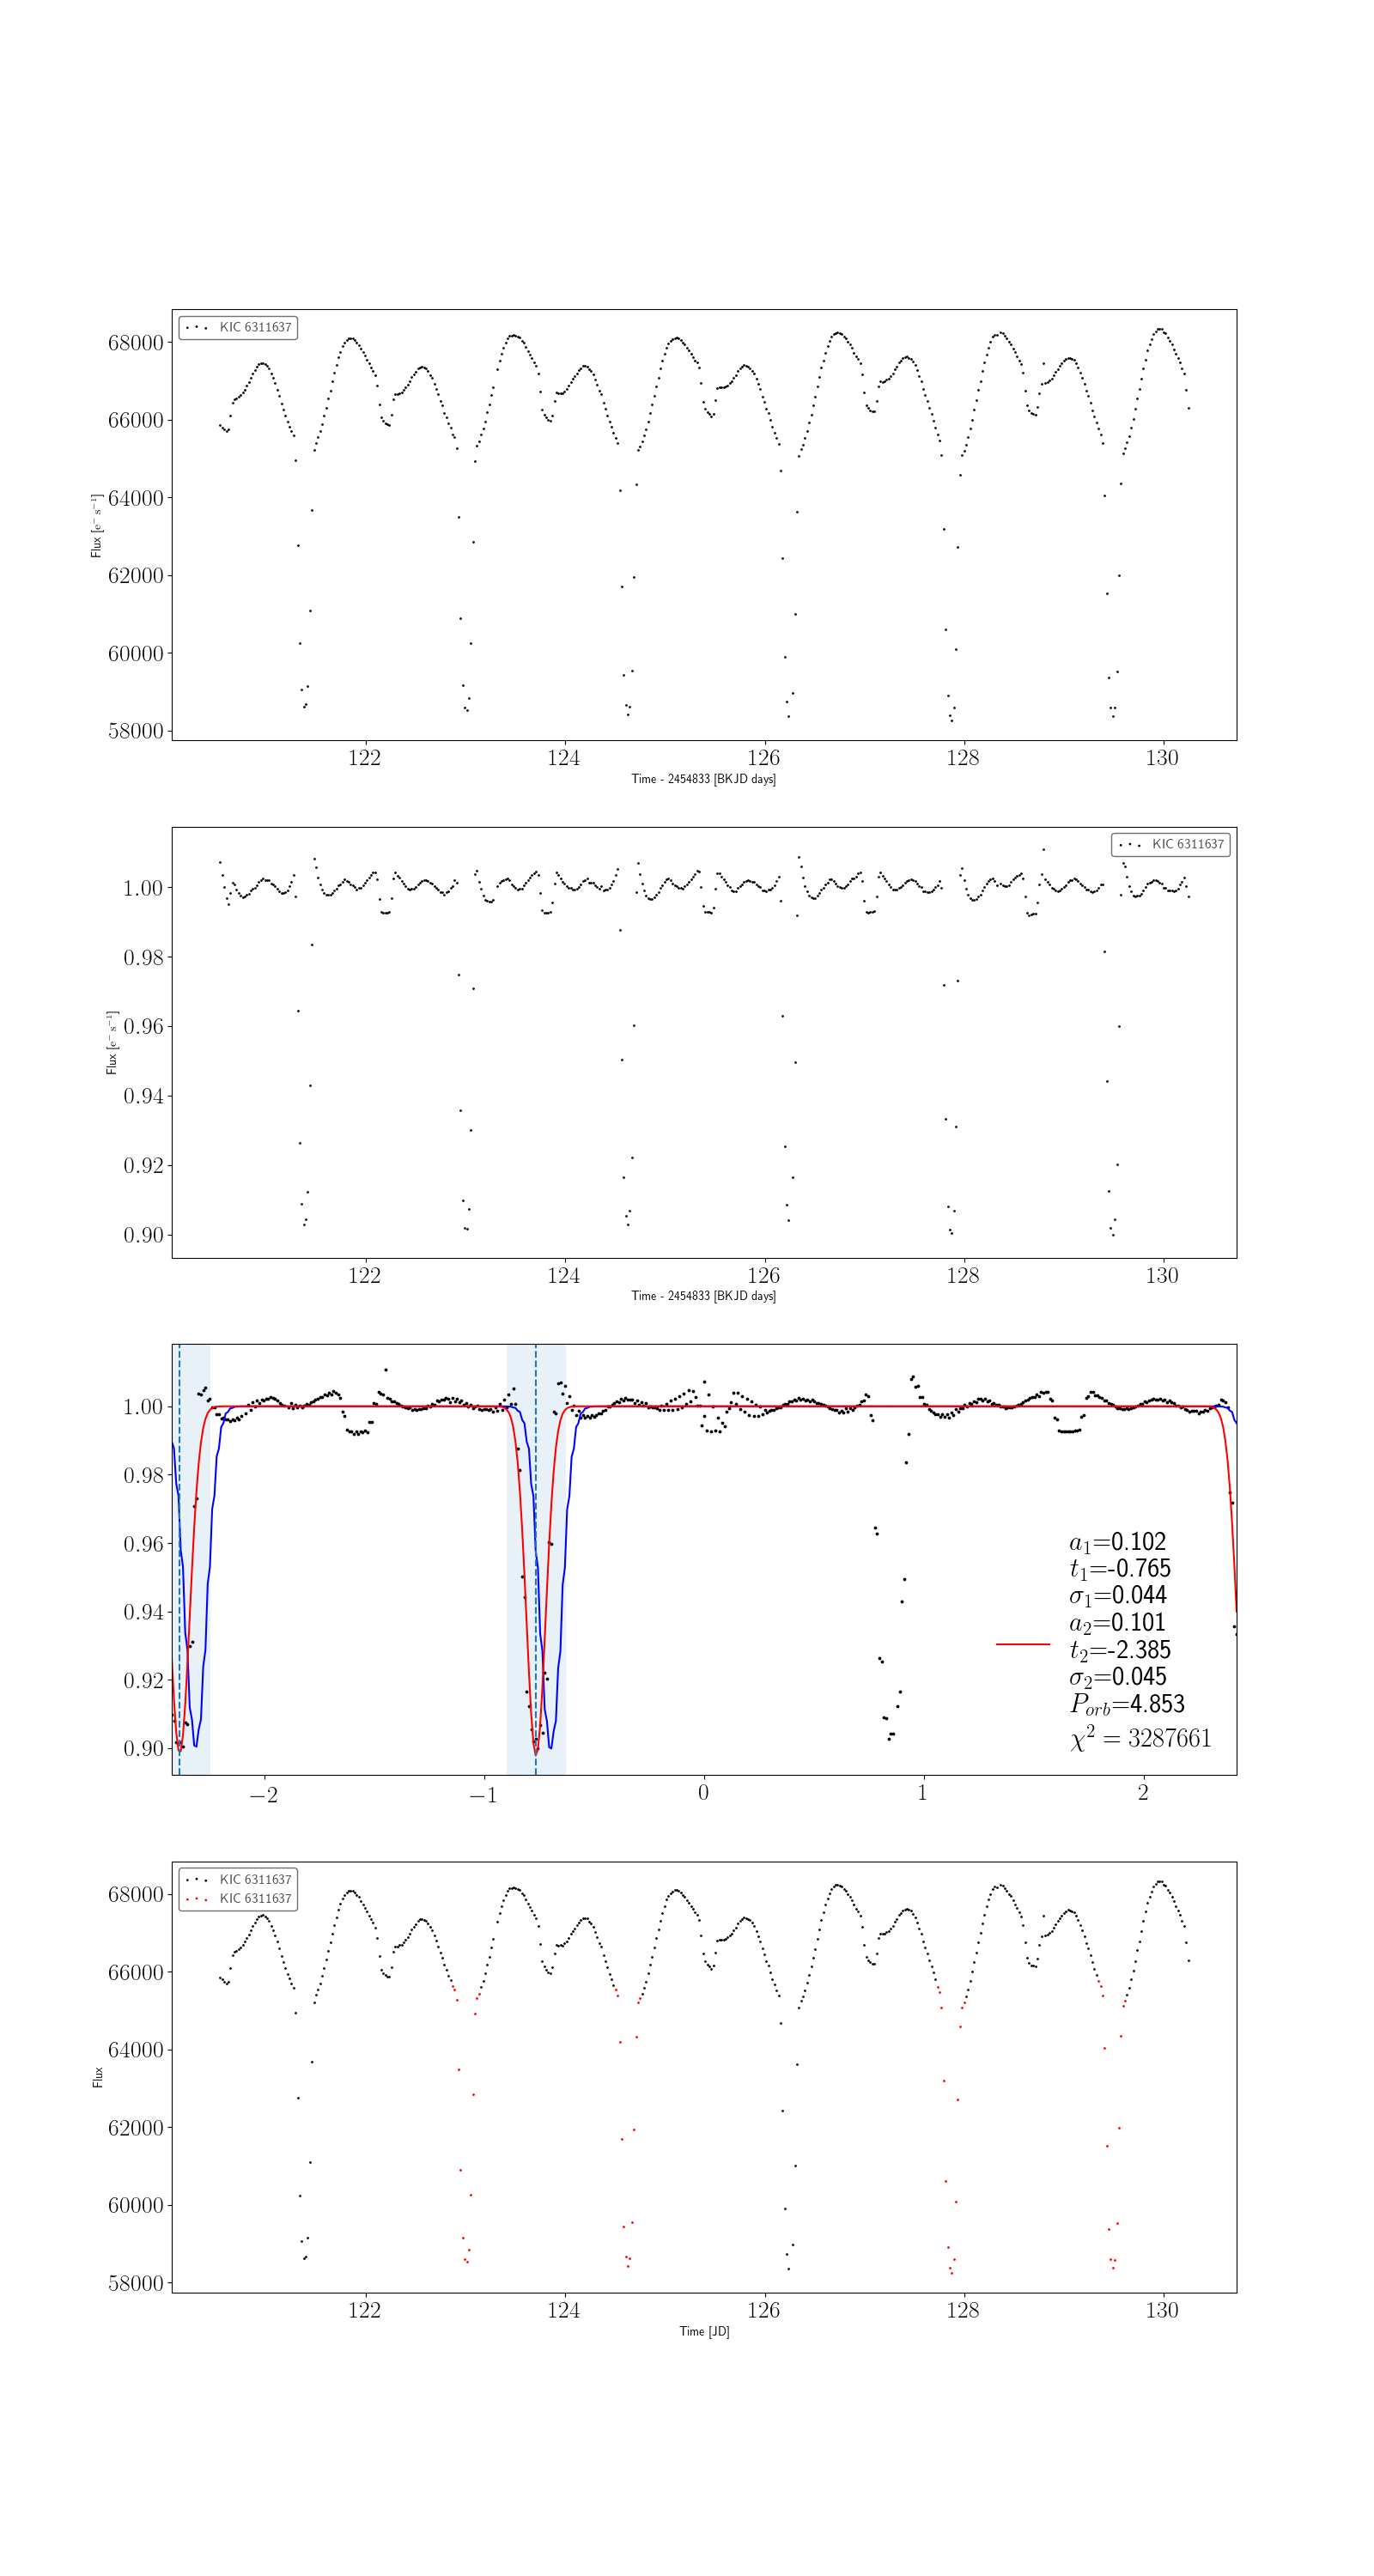 KIC 6311637
68000
66000
64000
62000
60000
58000
Flux [e⁻ s⁻¹]
122 124 126 128 130
Time - 2454833 [BKJD days]
KIC 6311637
1.00
0.98
0.96
0.94
0.92
0.90
Flux [e⁻ s⁻¹]
122 124 126 128 130
Time - 2454833 [BKJD days]
1.00
0.98
0.96
0.94
0.92
0.90
a₁=0.102
t₁=-0.765
σ₁=0.044
a₂=0.101
t₂=-2.385
σ₂=0.045
P_orb=4.853
χ² = 3287661
−2 −1 0 1 2
KIC 6311637
KIC 6311637
68000
66000
64000
62000
60000
58000
Flux
122 124 126 128 130
Time [JD]